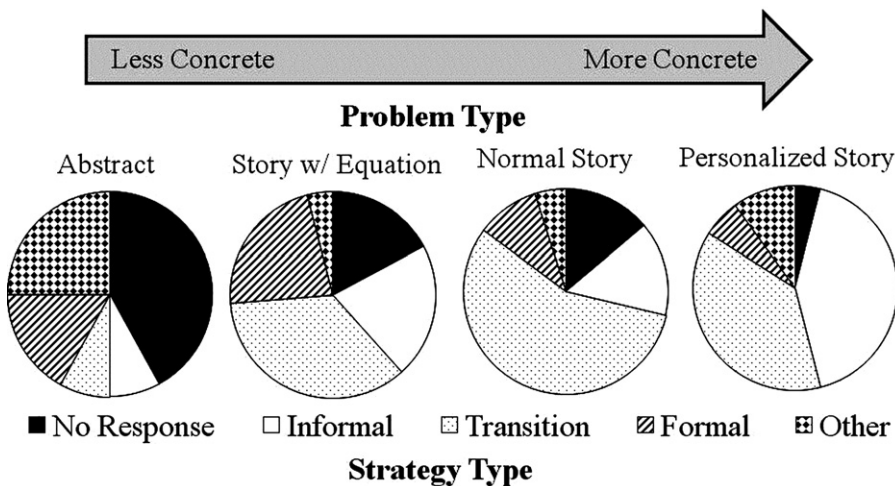 Less Concrete More Concrete
Problem Type
Abstract Story w/ Equation Normal Story Personalized Story
No Response Informal Transition Formal Other
Strategy Type